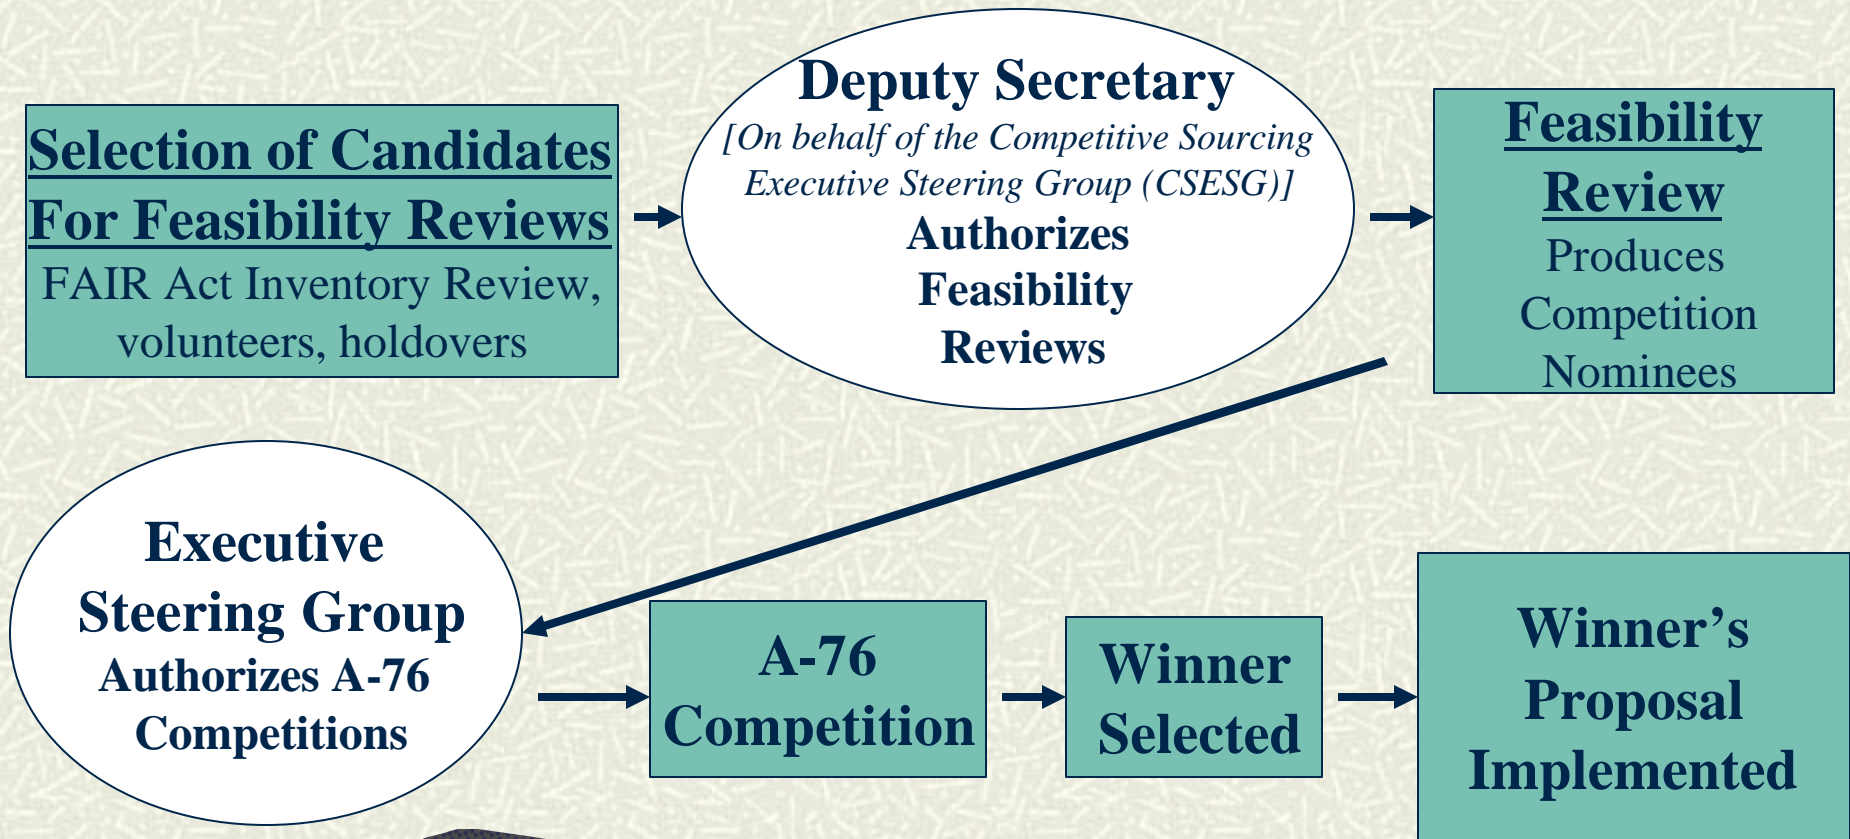 Selection of Candidates
For Feasibility Reviews
FAIR Act Inventory Review,
volunteers, holdovers
Deputy Secretary
[On behalf of the Competitive Sourcing
Executive Steering Group (CSESG)]
Authorizes
Feasibility
Reviews
Feasibility
Review
Produces
Competition
Nominees
Executive
Steering Group
Authorizes A-76
Competitions
A-76
Competition
Winner
Selected
Winner’s
Proposal
Implemented